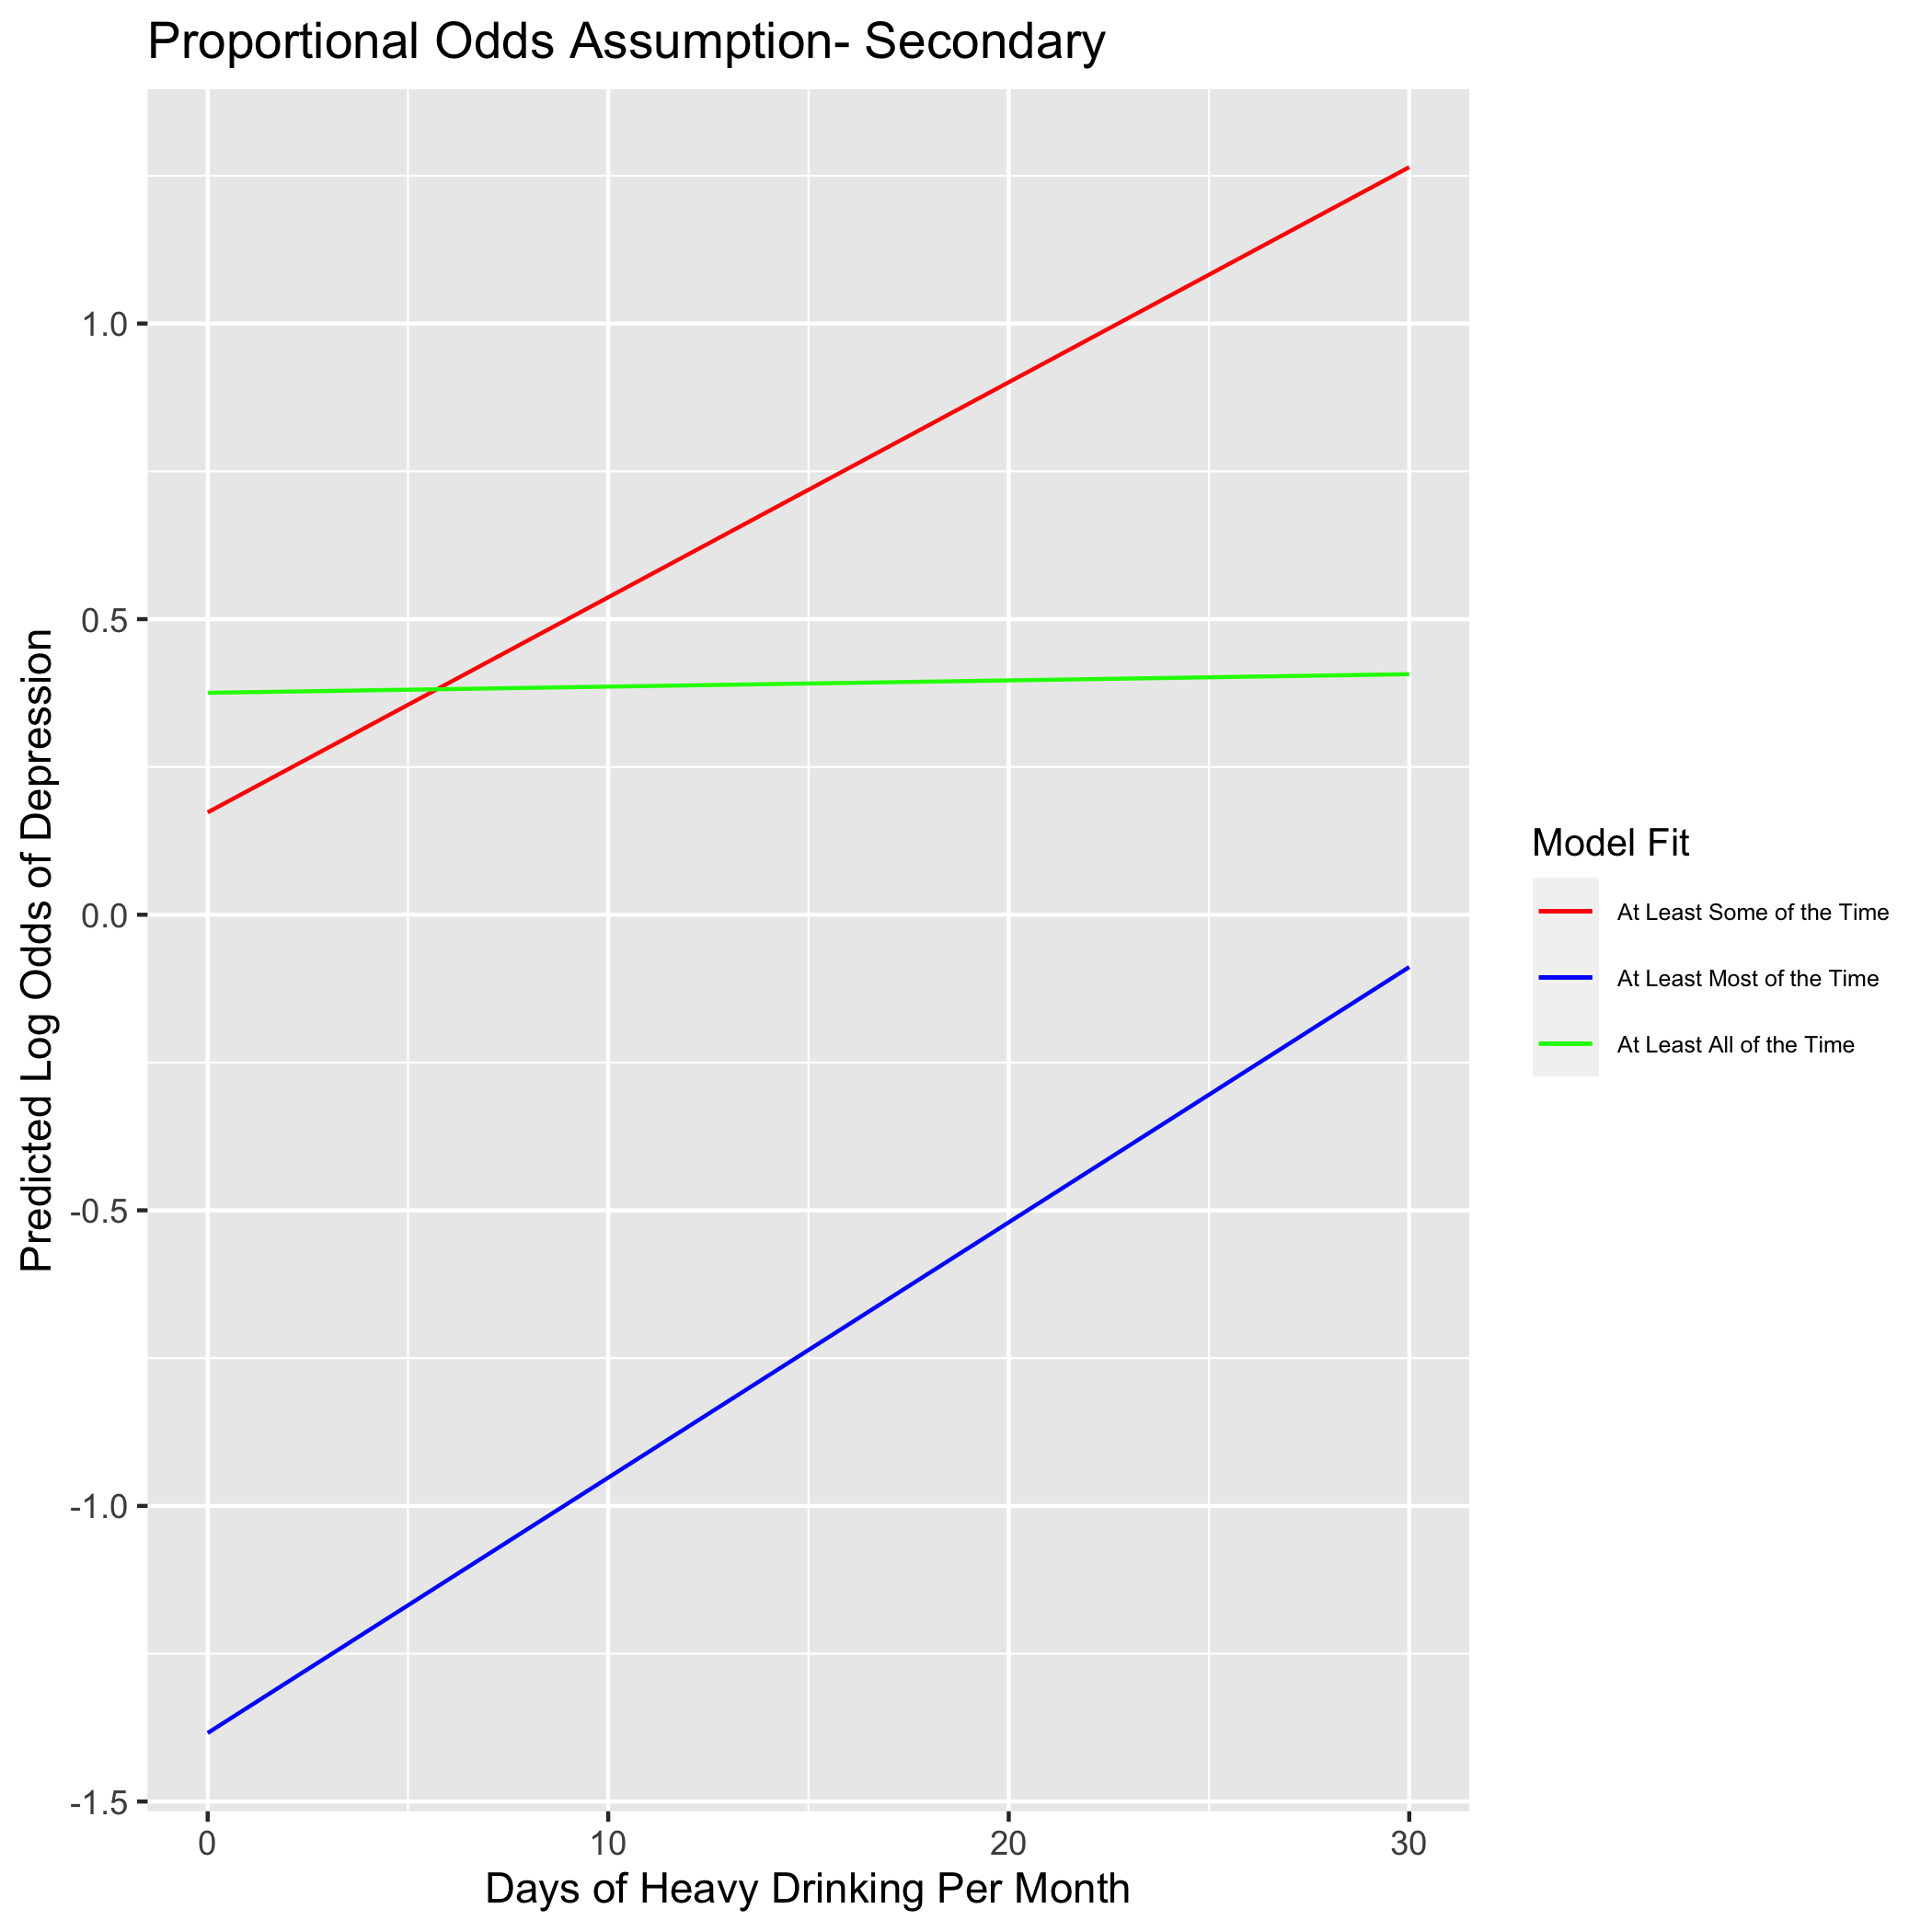 Proportional Odds Assumption- Secondary
Predicted Log Odds of Depression
1.0
0.5
0.0
-0.5
-1.0
-1.5
0 10 20 30
Days of Heavy Drinking Per Month
Model Fit
At Least Some of the Time
At Least Most of the Time
At Least All of the Time